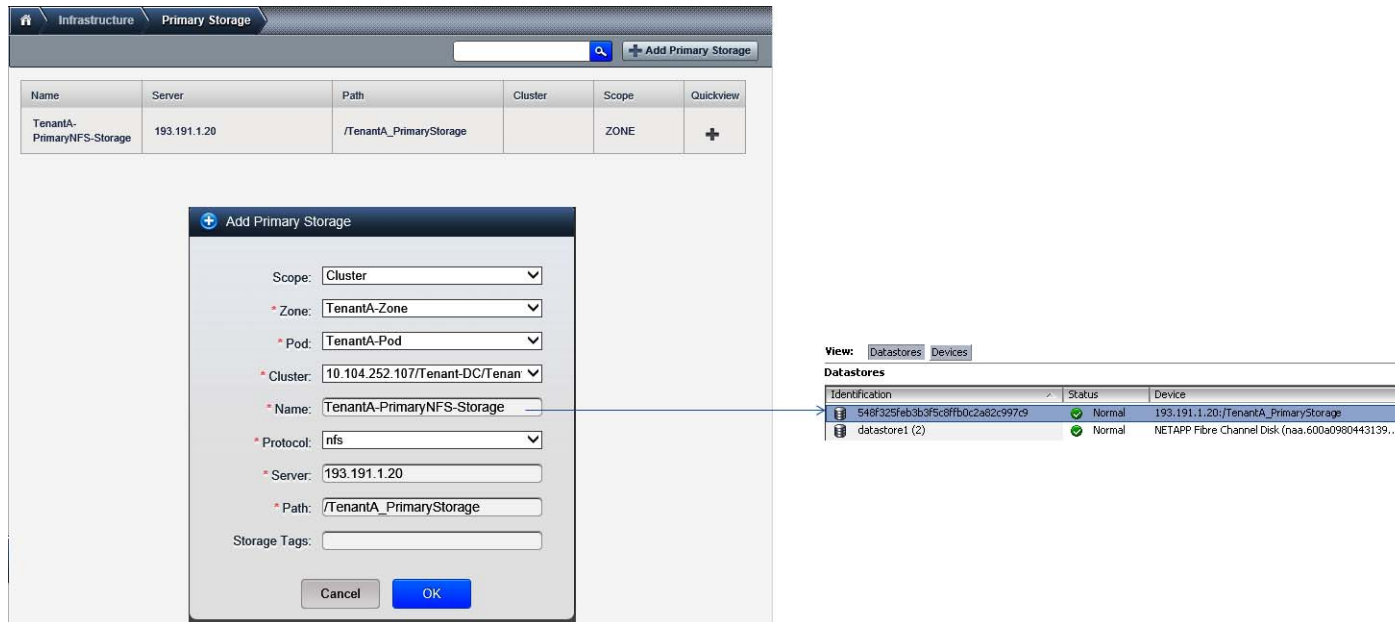 Infrastructure Primary Storage
Add Primary Storage
Name Server Path Cluster Scope Quickview
TenantA-
PrimaryNFS-Storage 193.191.1.20 /TenantA_PrimaryStorage ZONE
Add Primary Storage
Scope: Cluster
* Zone: TenantA-Zone
* Pod: TenantA-Pod
* Cluster: 10.104.252.107/Tenant-DC/Tenan
* Name: TenantA-PrimaryNFS-Storage
* Protocol: nfs
* Server: 193.191.1.20
* Path: /TenantA_PrimaryStorage
Storage Tags:
Cancel OK
View: Datastores Devices
Datastores
Identification Status Device
548f325feb3b3f5c8ffb0c2a82c997c9 Normal 193.191.1.20:/TenantA_PrimaryStorage
datastore1 (2) Normal NETAPP Fibre Channel Disk (naa.600a0980443139...